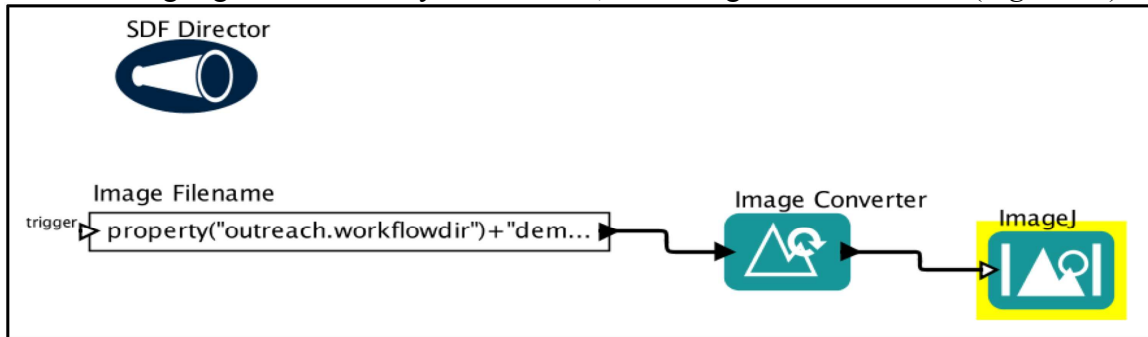 SDF Director
Image Filename
trigger
property("outreach.workflowdir")+"dem...
Image Converter
ImageJ